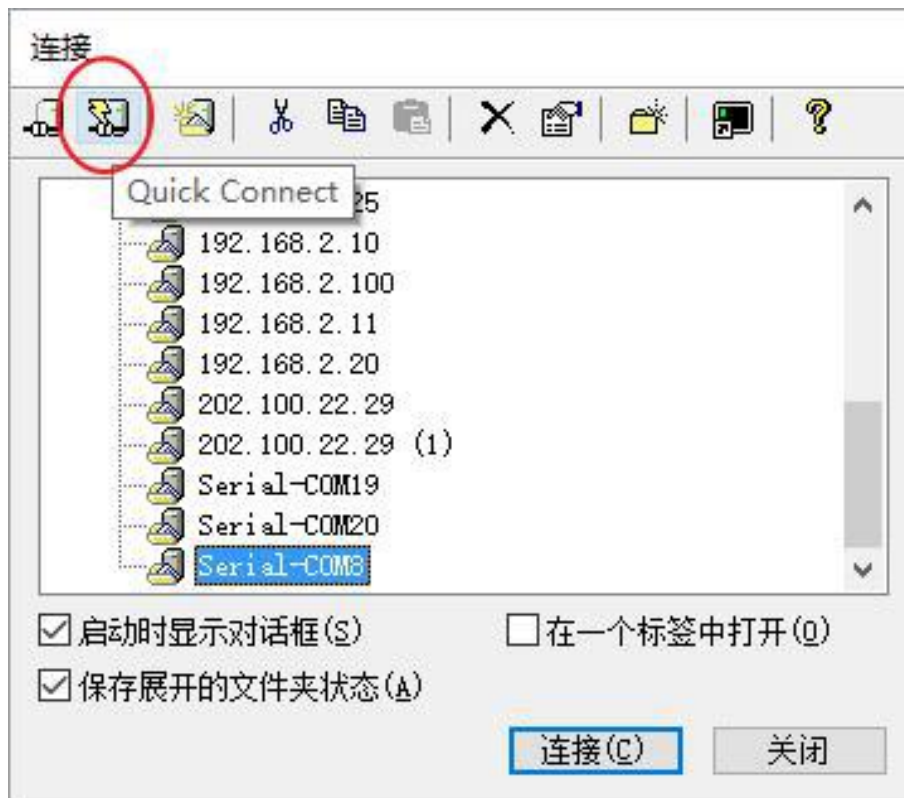 连接
Quick Connect
25
192.168.2.10
192.168.2.100
192.168.2.11
192.168.2.20
202.100.22.29
202.100.22.29 (1)
Serial-COM19
Serial-COM20
Serial-COM8
启动时显示对话框(S)
在一个标签中打开(O)
保存展开的文件夹状态(A)
连接(C)
关闭